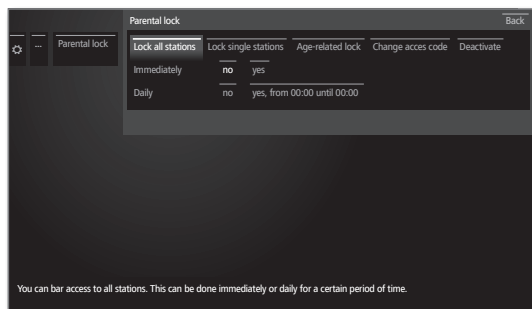 Parental lock Back
... Parental lock Lock all stations Lock single stations Age-related lock Change acces code Deactivate
Immediately no yes
Daily no yes, from 00:00 until 00:00
You can bar access to all stations. This can be done immediately or daily for a certain period of time.